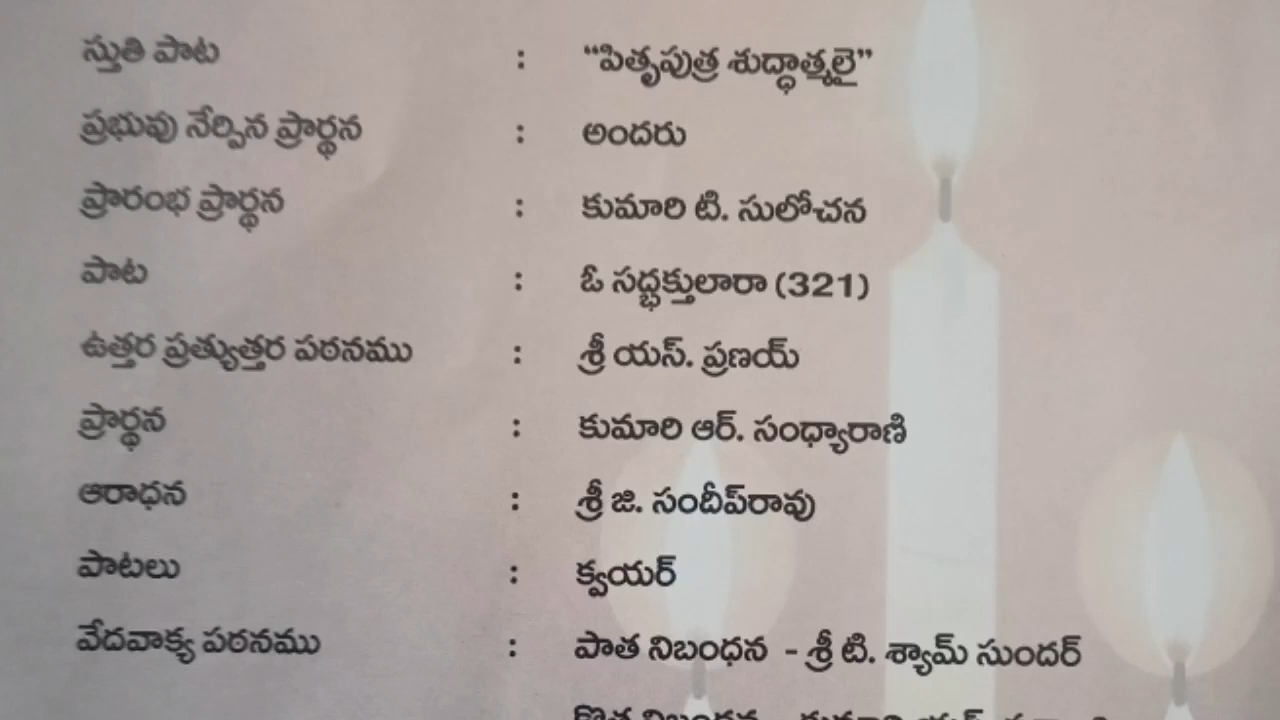 స్తుతి పాట : “పితృపుత్ర శుద్ధాత్మలై”
ప్రభువు నేర్పిన ప్రార్థన : అందరు
ప్రారంభ ప్రార్థన : కుమారి టి. సులోచన
పాట : ఓ సద్భక్తులారా (321)
ఉత్తర ప్రత్యుత్తర పఠనము : శ్రీ యస్. ప్రణయ్
ప్రార్థన : కుమారి ఆర్. సంధ్యారాణి
ఆరాధన : శ్రీ జి. సందీప్‌రావు
పాటలు : క్వయర్
వేదవాక్య పఠనము : పాత నిబంధన - శ్రీ టి. శ్యామ్ సుందర్